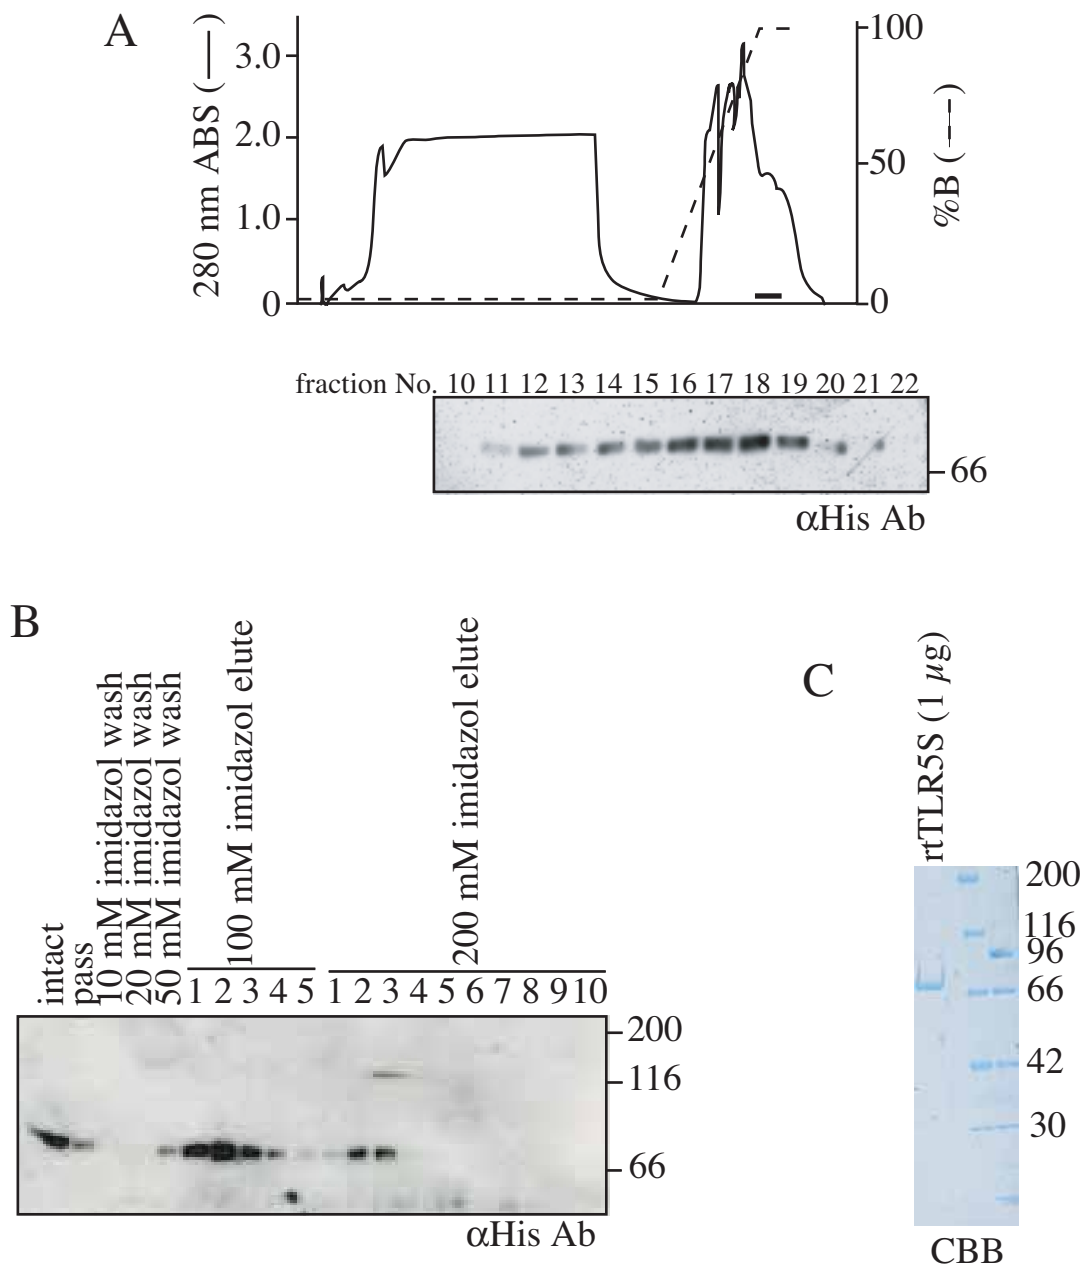 A
280 nm ABS (—)
3.0
2.0
1.0
0
100
50
0
%B (– – –)
fraction No. 10 11 12 13 14 15 16 17 18 19 20 21 22
66
αHis Ab
B
intact
pass
10 mM imidazol wash
20 mM imidazol wash
50 mM imidazol wash
100 mM imidazol elute
200 mM imidazol elute
1 2 3 4 5 1 2 3 4 5 6 7 8 9 10
200
116
66
αHis Ab
C
rtTLR5S (1 µg)
200
116
96
66
42
30
CBB